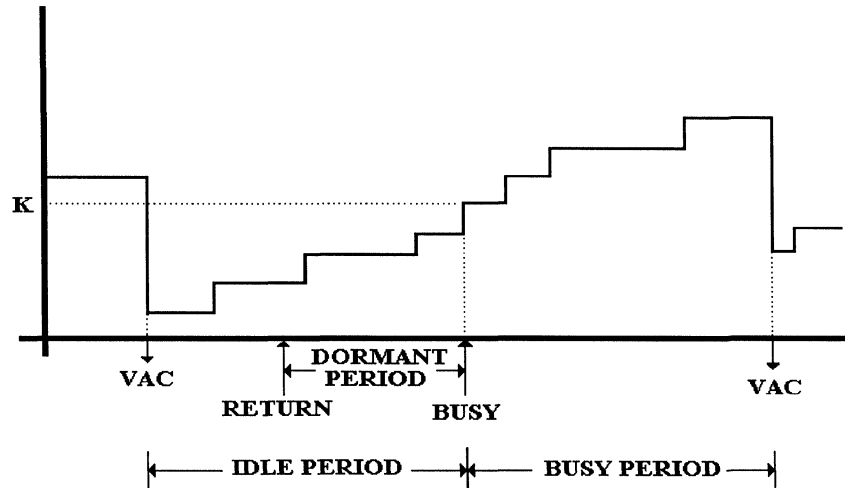 K
DORMANT
PERIOD
VAC
VAC
RETURN
BUSY
IDLE PERIOD
BUSY PERIOD